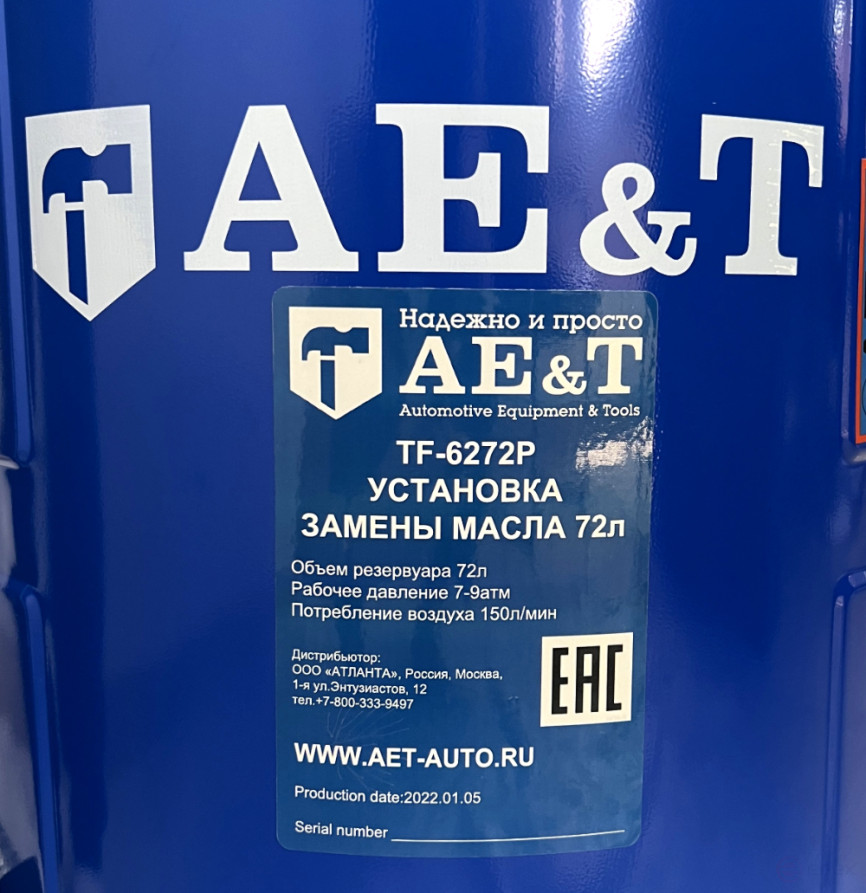 AE&T
Надежно и просто
AE&T
Automotive Equipment & Tools
TF-6272P
УСТАНОВКА
ЗАМЕНЫ МАСЛА 72л
Объем резервуара 72л
Рабочее давление 7-9атм
Потребление воздуха 150л/мин
Дистрибьютор:
ООО «АТЛАНТА», Россия, Москва,
1-я ул.Энтузиастов, 12
тел.+7-800-333-9497
EAC
WWW.AET-AUTO.RU
Production date:2022.01.05
Serial number